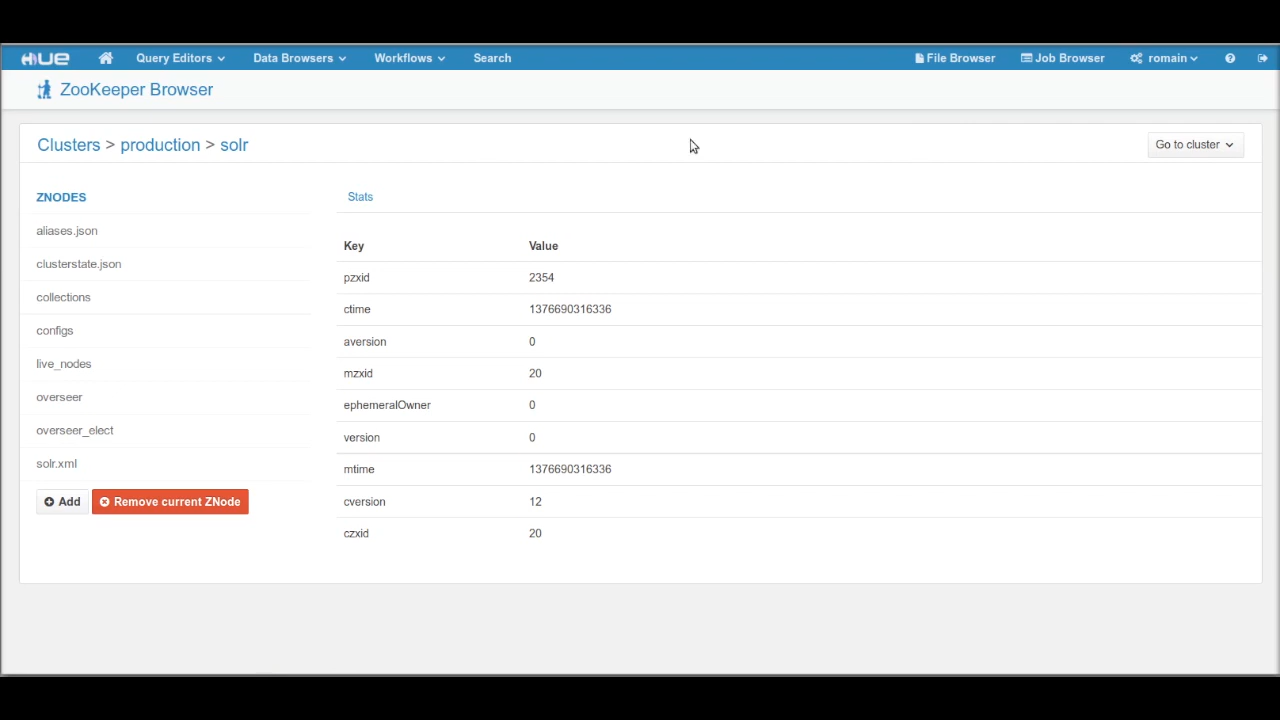 HUE Query Editors Data Browsers Workflows Search File Browser Job Browser romain
ZooKeeper Browser
Clusters > production > solr Go to cluster
ZNODES Stats
aliases.json
clusterstate.json
collections
configs
live_nodes
overseer
overseer_elect
solr.xml
Add Remove current ZNode
Key Value
pzxid 2354
ctime 1376690316336
aversion 0
mzxid 20
ephemeralOwner 0
version 0
mtime 1376690316336
cversion 12
czxid 20